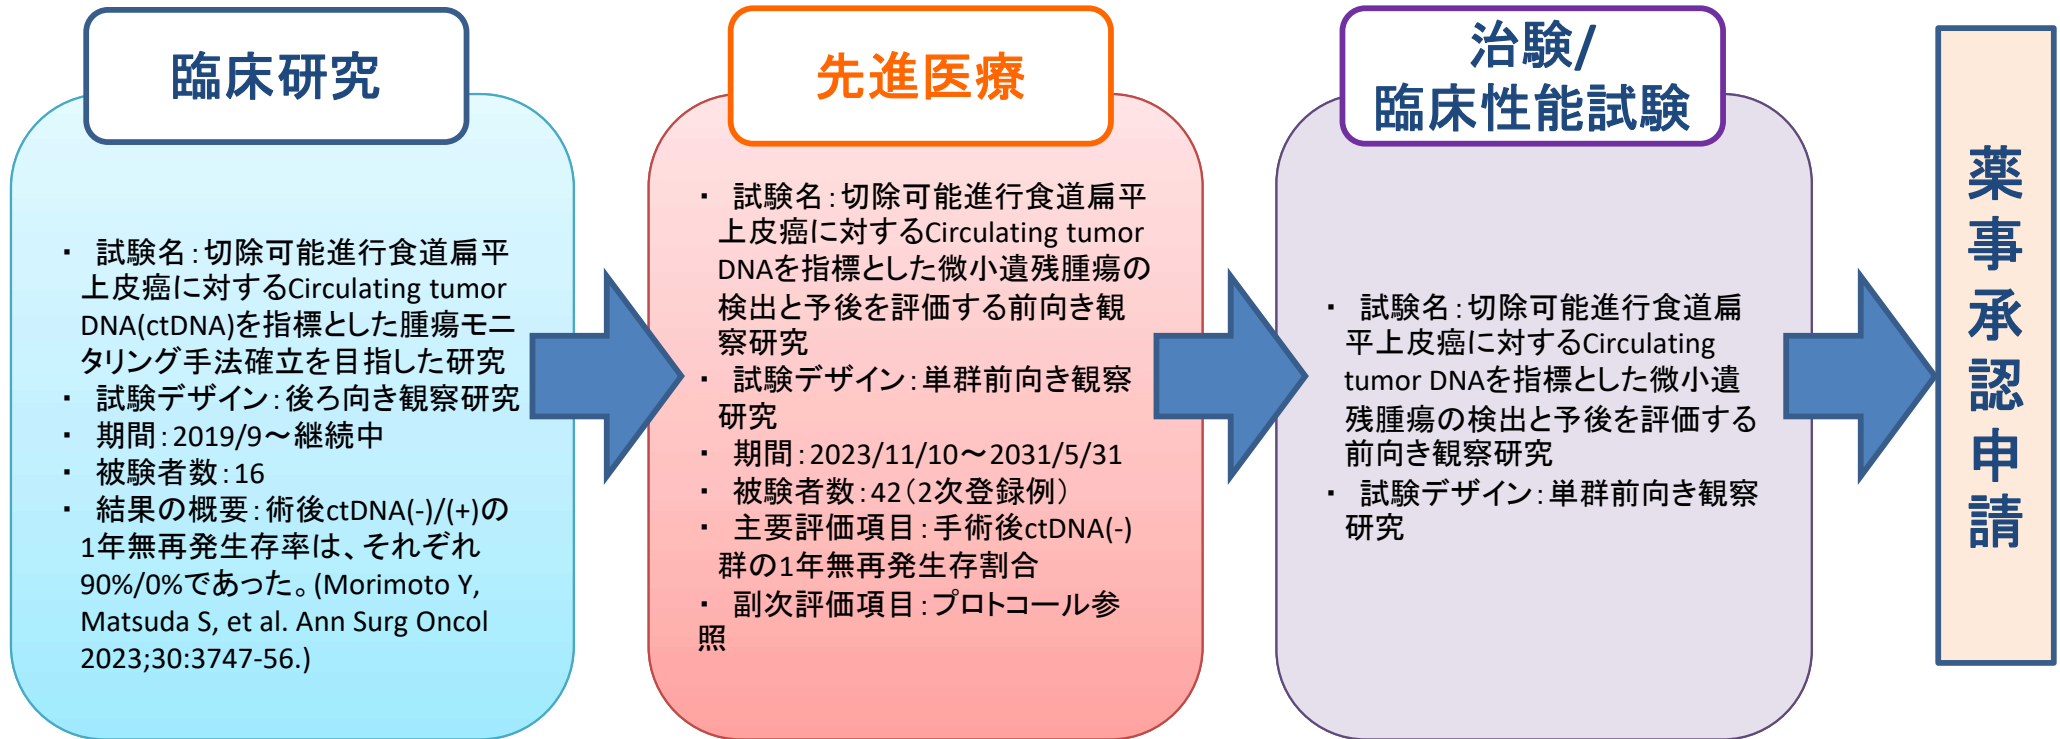 臨床研究
・ 試験名：切除可能進行食道扁平
上皮癌に対するCirculating tumor
DNA(ctDNA)を指標とした腫瘍モニ
タリング手法確立を目指した研究
・ 試験デザイン：後ろ向き観察研究
・ 期間：2019/9～継続中
・ 被験者数：16
・ 結果の概要：術後ctDNA(-)/(+)の
1年無再発生存率は、それぞれ
90%/0%であった。(Morimoto Y,
Matsuda S, et al. Ann Surg Oncol
2023;30:3747-56.)
先進医療
・ 試験名：切除可能進行食道扁平
上皮癌に対するCirculating tumor
DNAを指標とした微小遺残腫瘍の
検出と予後を評価する前向き観
察研究
・ 試験デザイン：単群前向き観察
研究
・ 期間：2023/11/10～2031/5/31
・ 被験者数：42（2次登録例）
・ 主要評価項目：手術後ctDNA(-)
群の1年無再発生存割合
・ 副次評価項目：プロトコール参
照
治験/
臨床性能試験
・ 試験名：切除可能進行食道扁
平上皮癌に対するCirculating
tumor DNAを指標とした微小遺
残腫瘍の検出と予後を評価する
前向き観察研究
・ 試験デザイン：単群前向き観察
研究
薬事承認申請